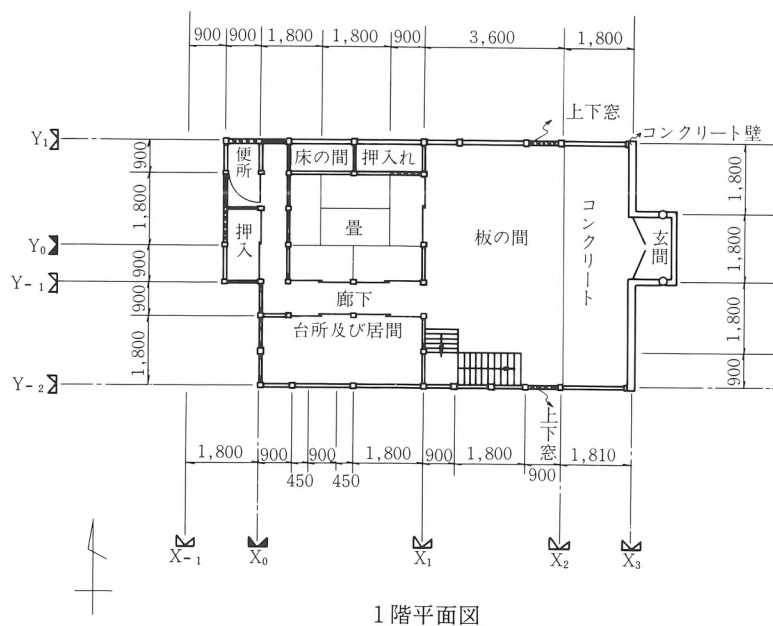 900 900 1,800 1,800 900 3,600 1,800
上下窓
コンクリート壁
Y₁
900
便所
床の間
押入れ
1,800
1,800
畳
板の間
コンクリート
玄間
1,800
押入
Y₀
900
Y₋₁
900
廊下
台所及び居間
1,800
1,800
900
Y₋₂
上下窓
1,800 900 900 1,800 900 1,800 1,810
450 450 900
X₋₁ X₀ X₁ X₂ X₃
1階平面図